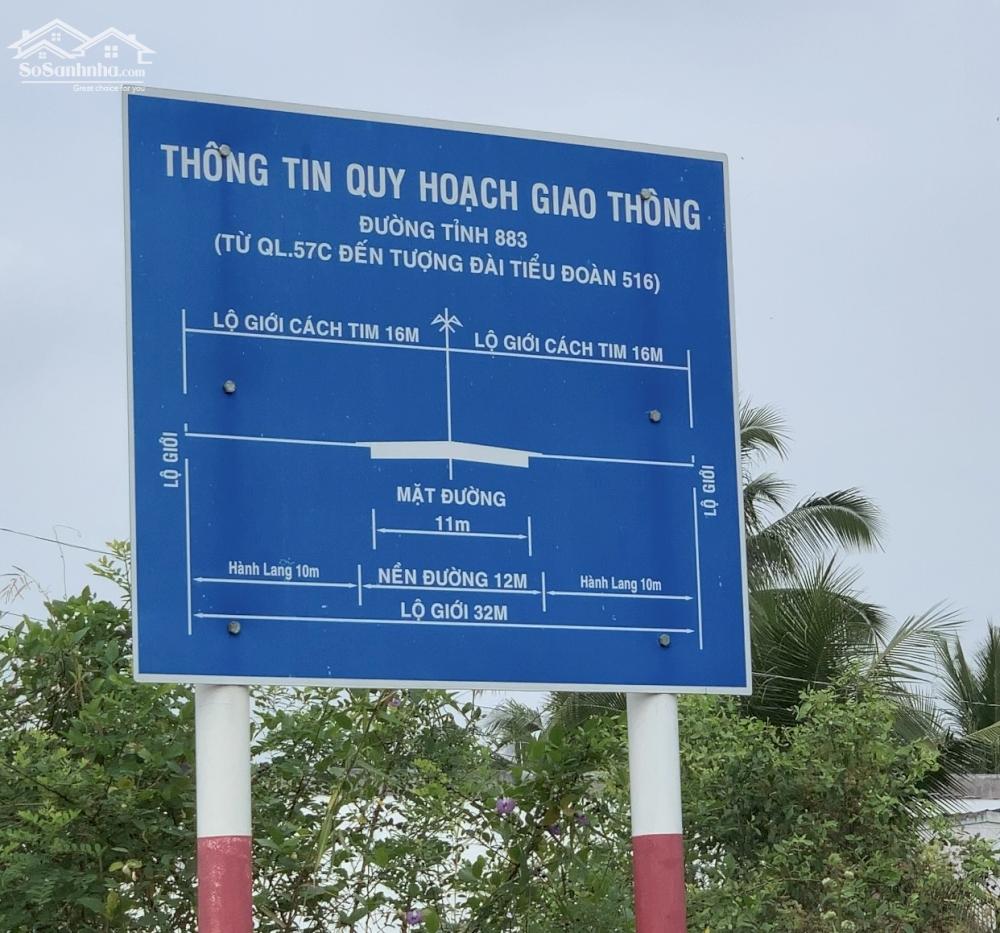 SoSanhnha.com
Great choice for you
THÔNG TIN QUY HOẠCH GIAO THÔNG
ĐƯỜNG TỈNH 883
(TỪ QL.57C ĐẾN TƯỢNG ĐÀI TIỂU ĐOÀN 516)
LỘ GIỚI CÁCH TIM 16M
LỘ GIỚI CÁCH TIM 16M
LỘ GIỚI
LỘ GIỚI
MẶT ĐƯỜNG
11m
Hành Lang 10m
NỀN ĐƯỜNG 12M
Hành Lang 10m
LỘ GIỚI 32M